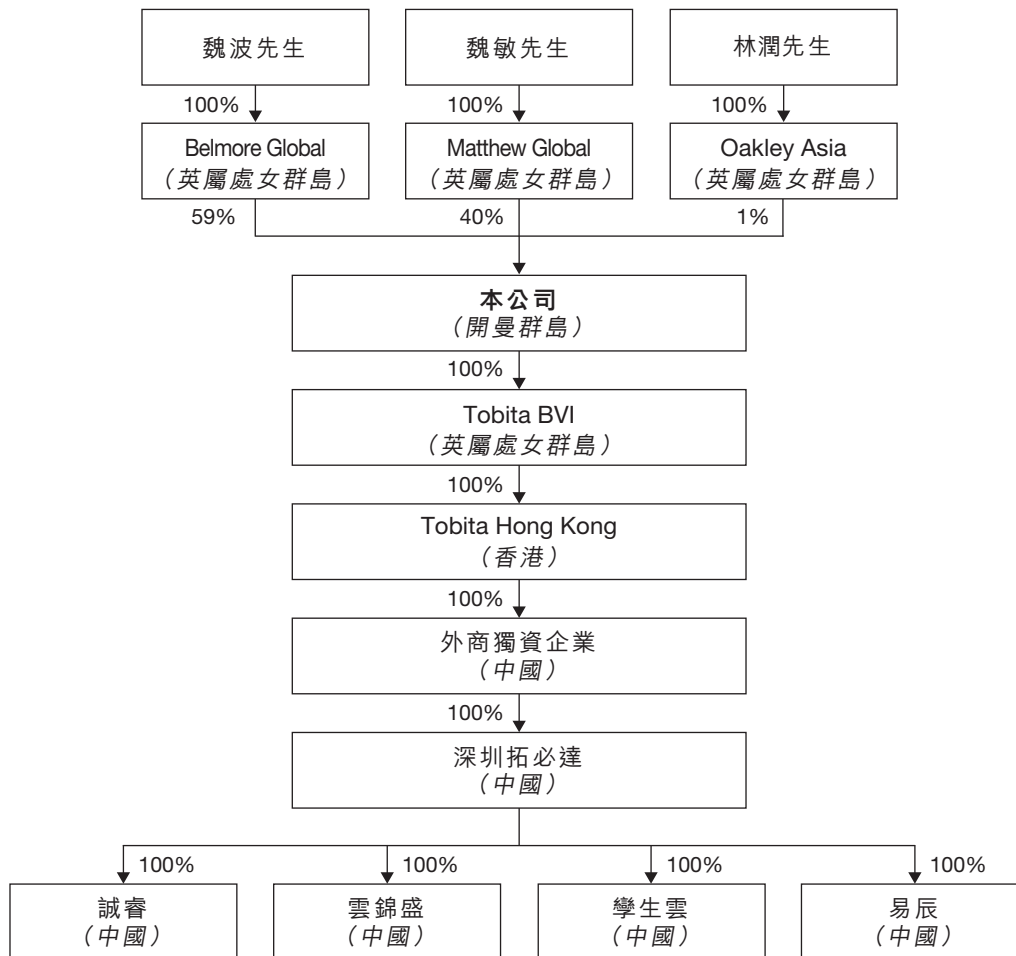 魏波先生
魏敏先生
林潤先生
100%
100%
100%
Belmore Global
（英屬處女群島）
Matthew Global
（英屬處女群島）
Oakley Asia
（英屬處女群島）
59%
40%
1%
本公司
（開曼群島）
100%
Tobita BVI
（英屬處女群島）
100%
Tobita Hong Kong
（香港）
100%
外商獨資企業
（中國）
100%
深圳拓必達
（中國）
100%
100%
100%
100%
誠睿
（中國）
雲錦盛
（中國）
孿生雲
（中國）
易辰
（中國）